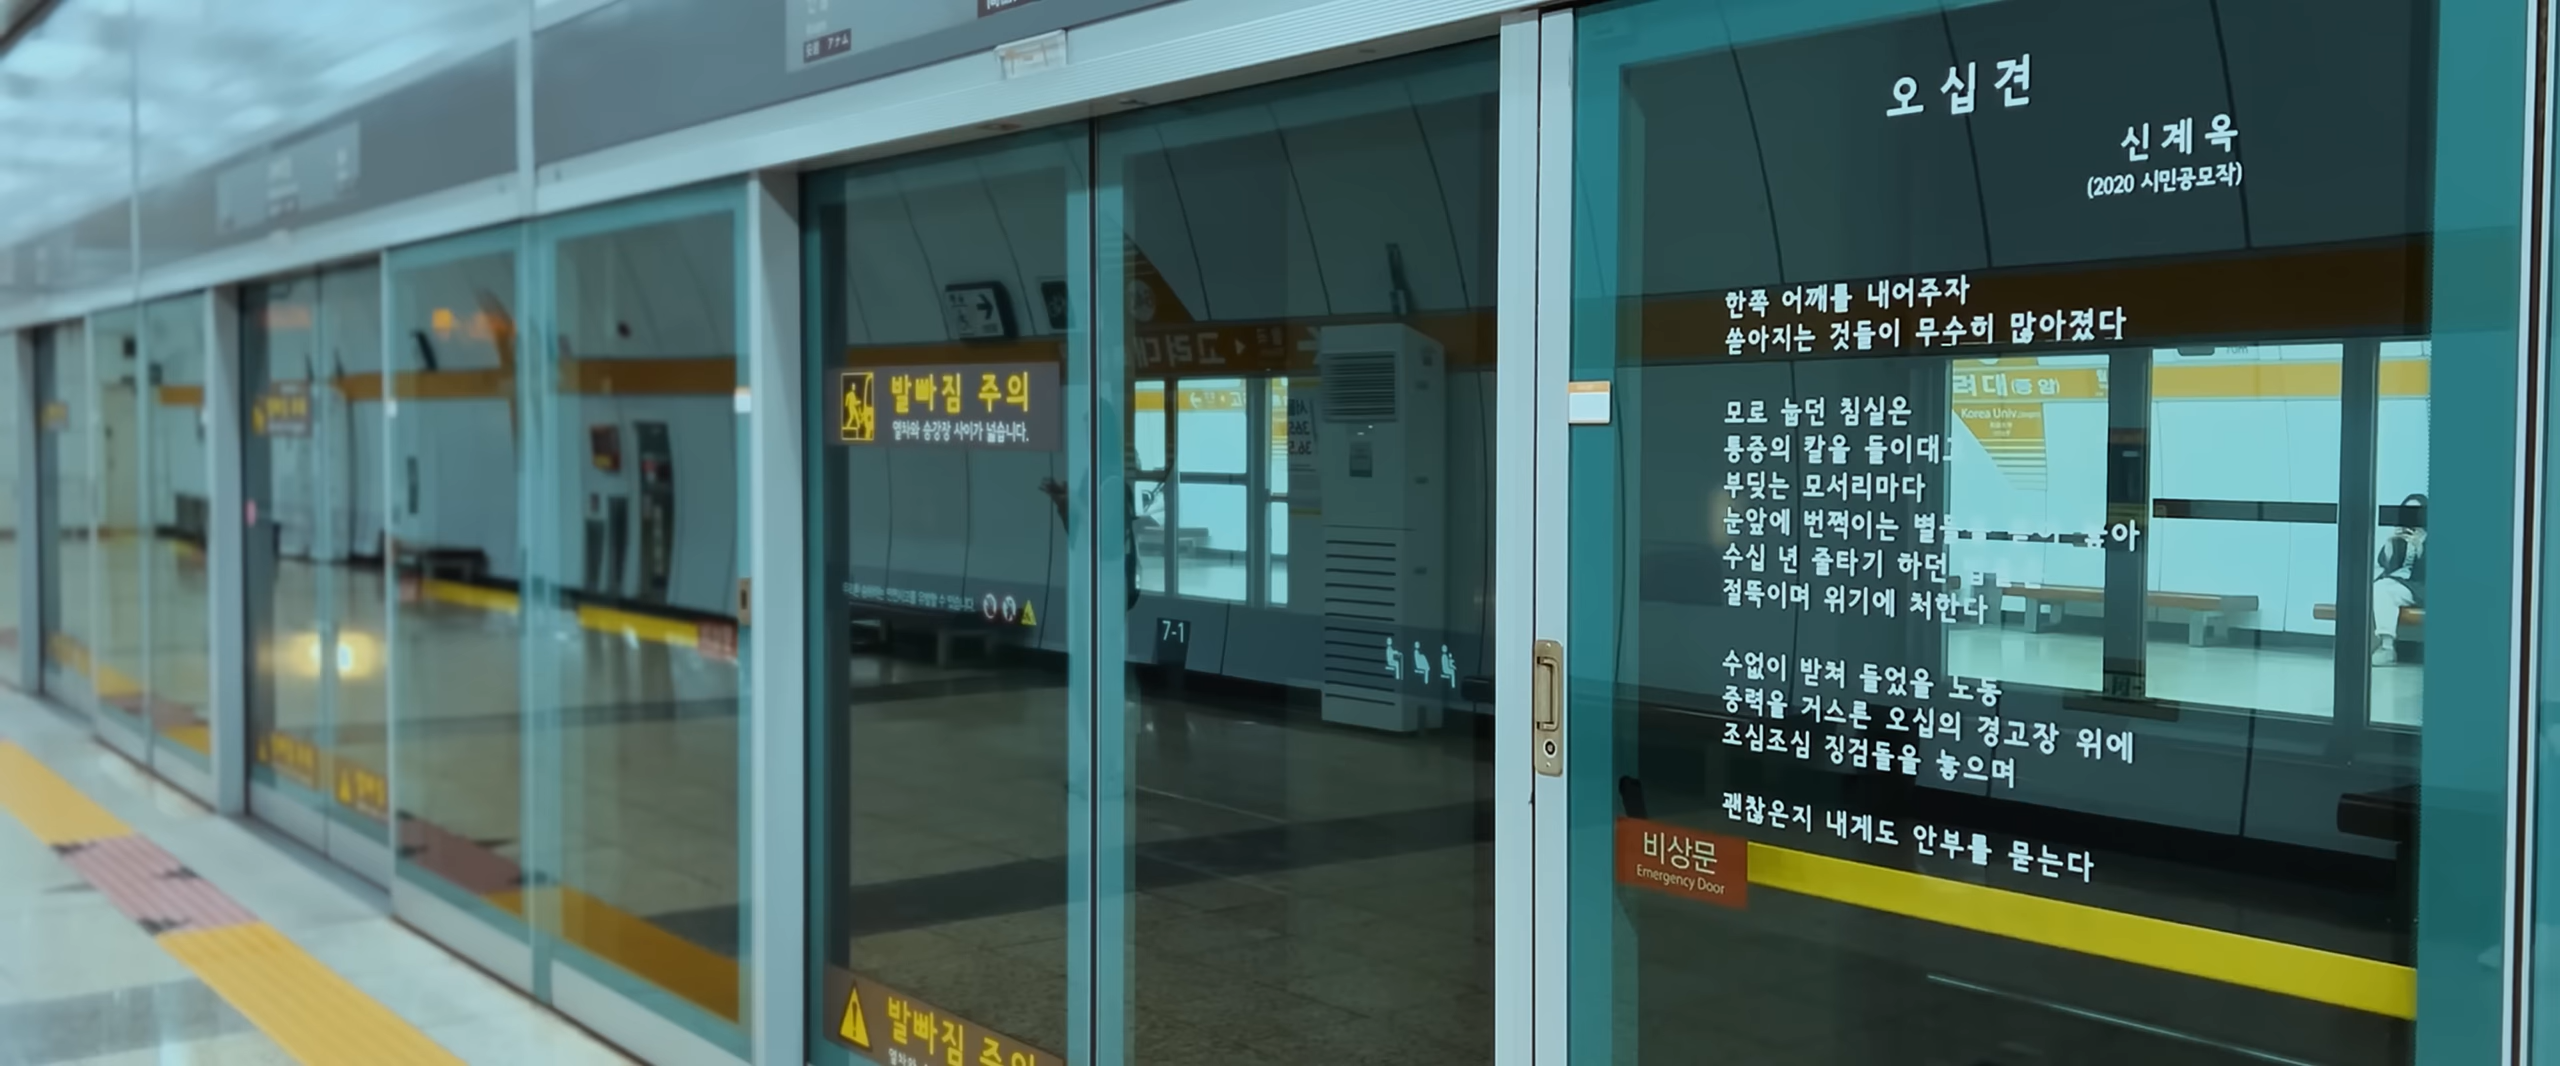 오십견
신계옥
(2020 시민공모작)
한쪽 어깨를 내어주자
쏟아지는 것들이 무수히 많아졌다
모로 눕던 침실은
통증의 칼을 들이대고
부딪는 모서리마다
눈앞에 번쩍이는 별들을
수십 년 줄타기 하던
절뚝이며 위기에 처한다
수없이 받쳐 들었을 노동
중력을 거스른 오십의 경고장 위에
조심조심 징검돌을 놓으며
괜찮은지 내게도 안부를 묻는다
비상문
Emergency Door
발빠짐 주의
열차와 승강장 사이가 넓습니다.
7-1
려대(종암)
Korea Univ.
발빠짐 주의